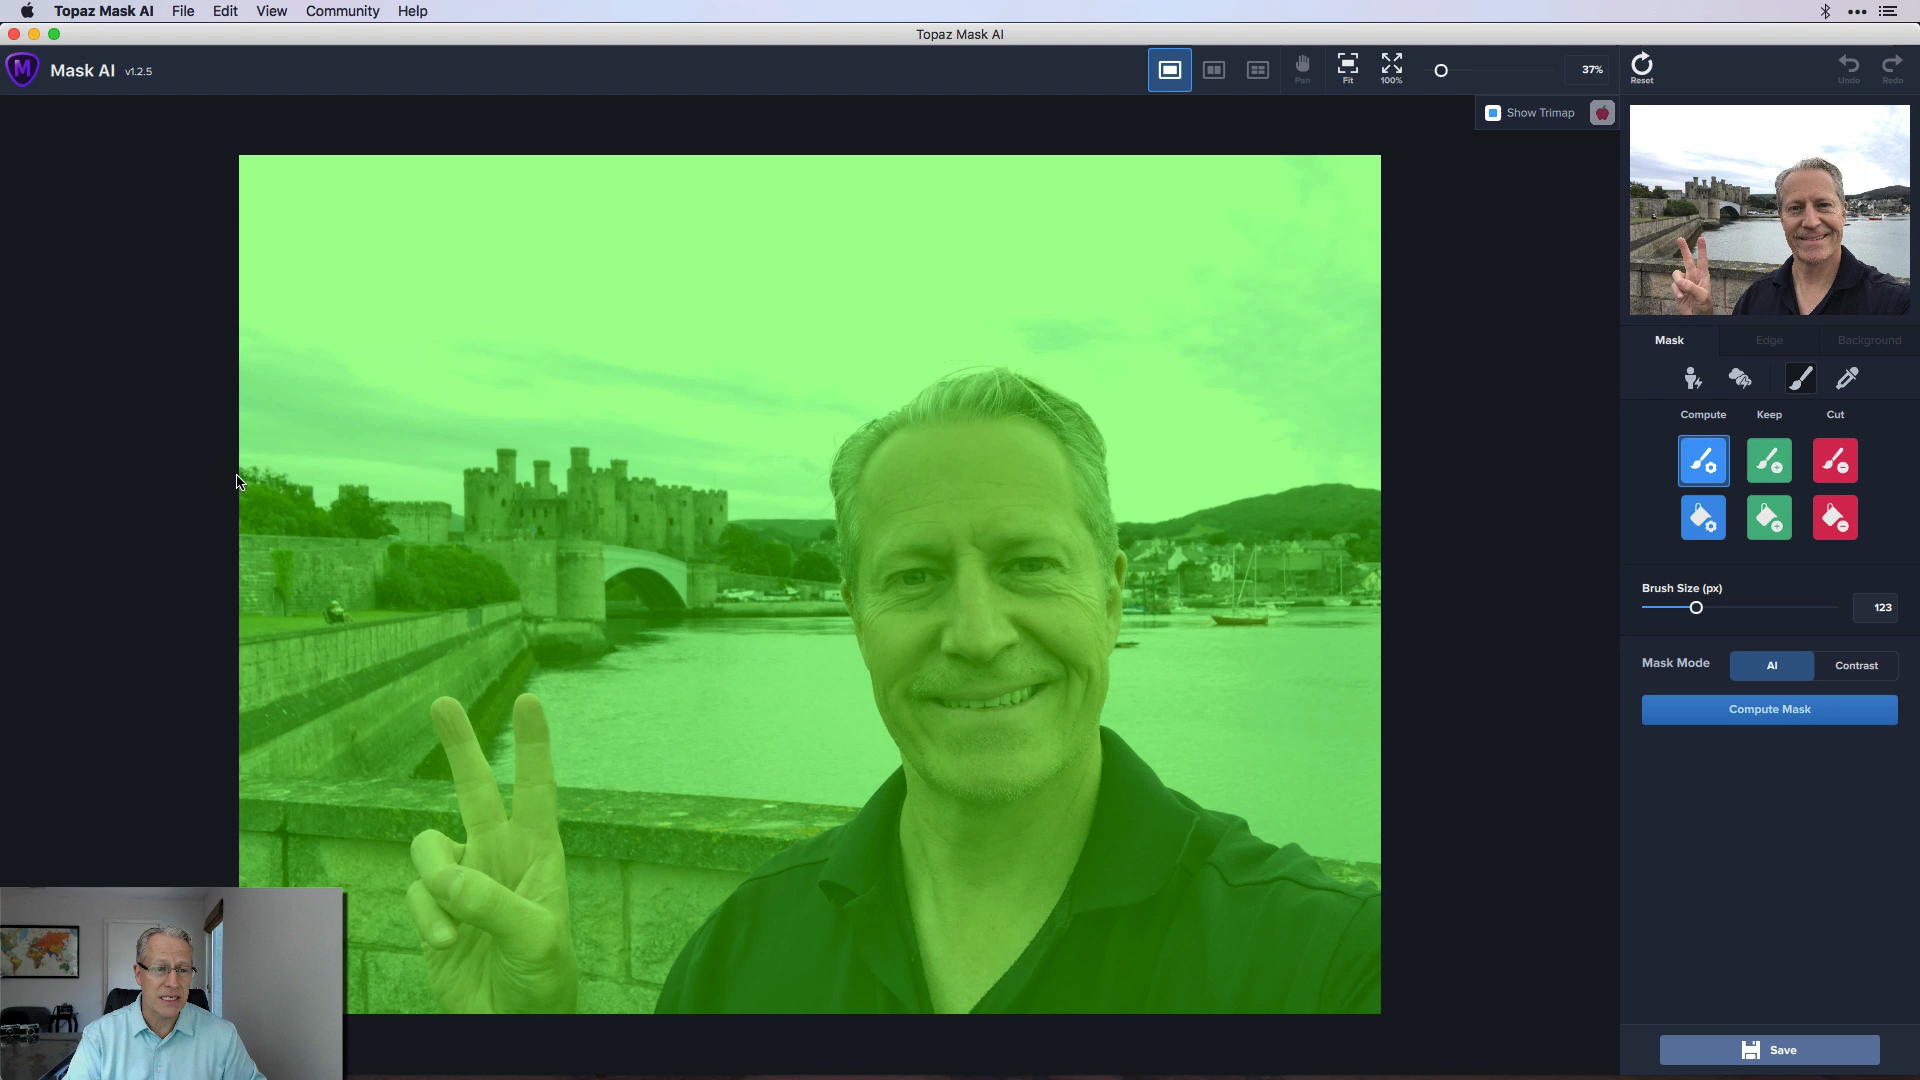 Topaz Mask AI File Edit View Community Help
Topaz Mask AI
M Mask AI v1.2.5
Pan Fit 100% 37% Reset Undo Redo
Show Trimap
Mask Edge Background
Compute Keep Cut
Brush Size (px)
123
Mask Mode AI Contrast
Compute Mask
Save